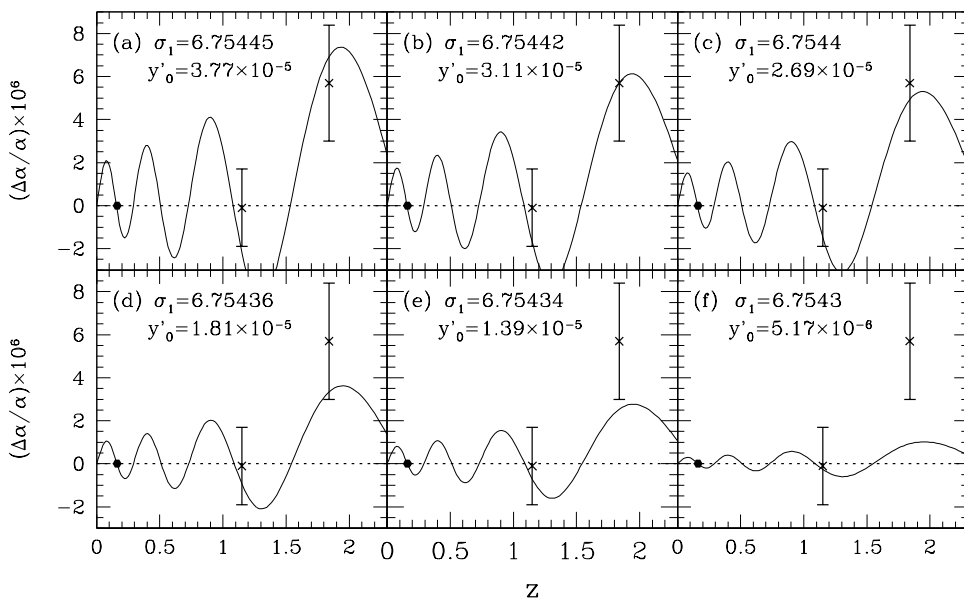 (a) σ₁=6.75445
y'₀=3.77×10⁻⁵
(b) σ₁=6.75442
y'₀=3.11×10⁻⁵
(c) σ₁=6.7544
y'₀=2.69×10⁻⁵
8
6
4
2
0
−2
(Δα/α)×10⁶
(d) σ₁=6.75436
y'₀=1.81×10⁻⁵
(e) σ₁=6.75434
y'₀=1.39×10⁻⁵
(f) σ₁=6.7543
y'₀=5.17×10⁻⁶
8
6
4
2
0
−2
(Δα/α)×10⁶
0 0.5 1 1.5 2
0 0.5 1 1.5 2
0 0.5 1 1.5 2
z